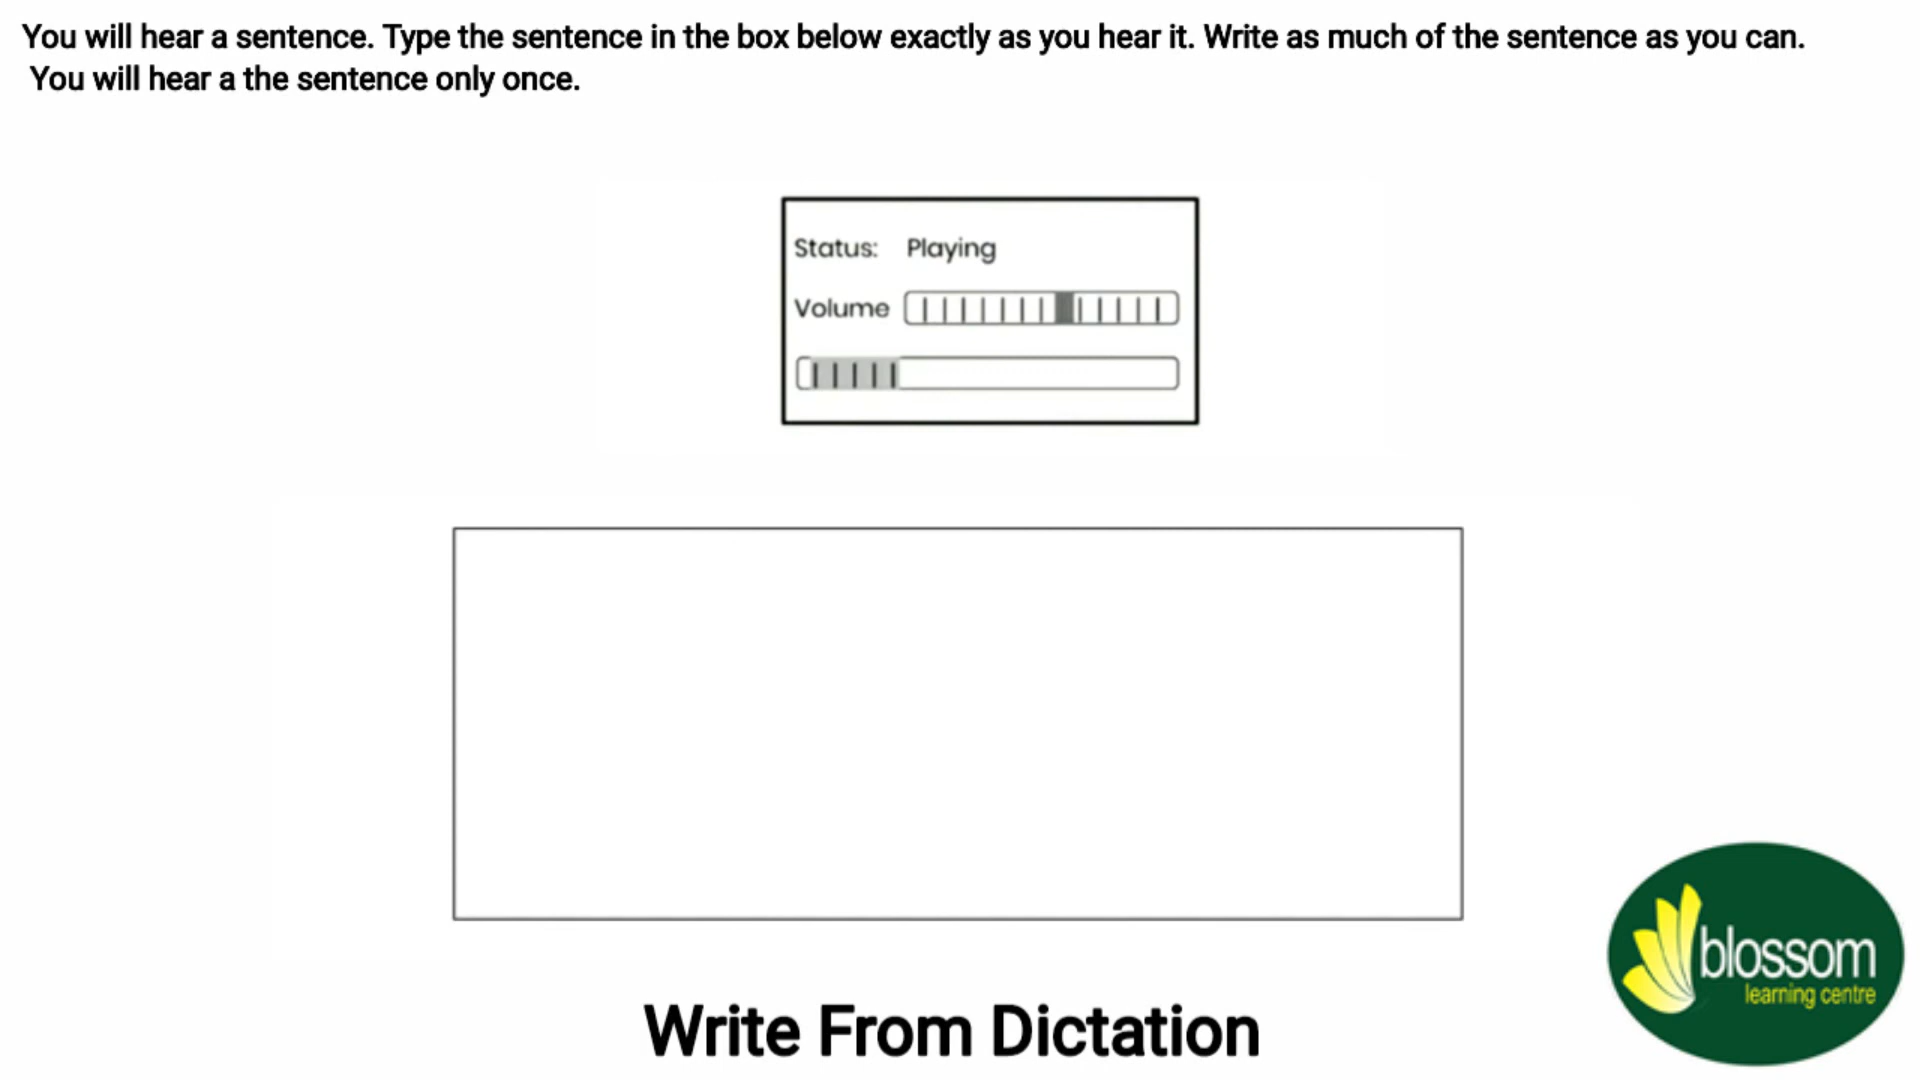 You will hear a sentence. Type the sentence in the box below exactly as you hear it. Write as much of the sentence as you can.
You will hear a the sentence only once.
Status: Playing
Volume
blossom
learning centre
Write From Dictation